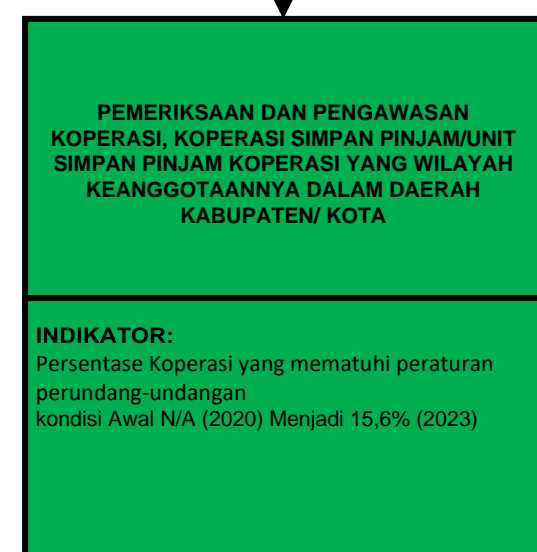 PEMERIKSAAN DAN PENGAWASAN
KOPERASI, KOPERASI SIMPAN PINJAM/UNIT
SIMPAN PINJAM KOPERASI YANG WILAYAH
KEANGGOTAANNYA DALAM DAERAH
KABUPATEN/ KOTA
INDIKATOR:
Persentase Koperasi yang mematuhi peraturan
perundang-undangan
kondisi Awal N/A (2020) Menjadi 15,6% (2023)